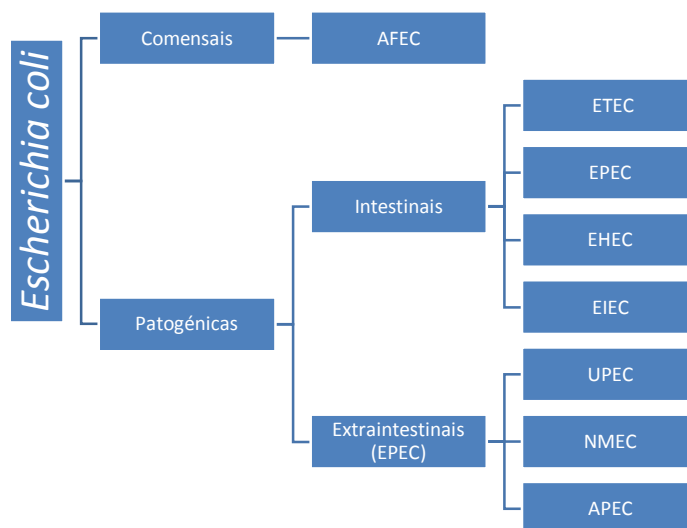 Escherichia coli
Comensais
AFEC
Patogénicas
Intestinais
ETEC
EPEC
EHEC
EIEC
Extraintestinais
(EPEC)
UPEC
NMEC
APEC